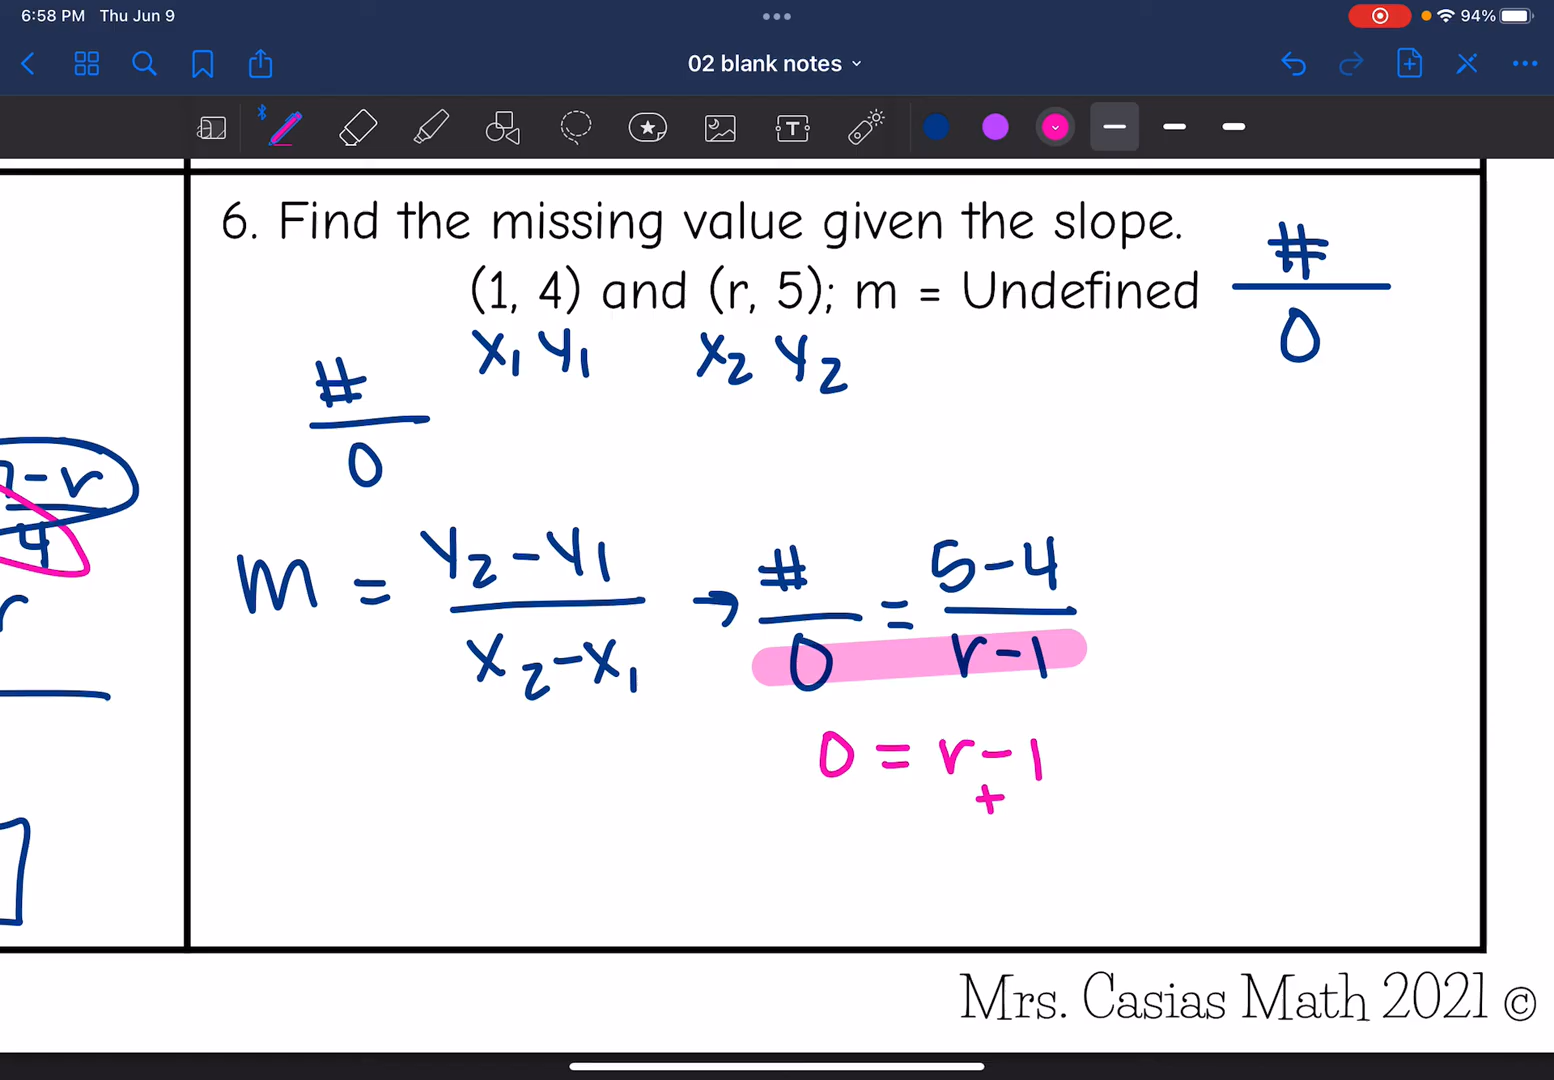 6:58 PM Thu Jun 9
94%
02 blank notes
T
6. Find the missing value given the slope.
(1, 4) and (r, 5); m = Undefined
#
0
x₁ y₁ x₂ y₂
#
0
m = y₂ - y₁ / x₂ - x₁ → # / 0 = 5 - 4 / r - 1
0 = r - 1
+
- r
4
r
Mrs. Casias Math 2021 ©